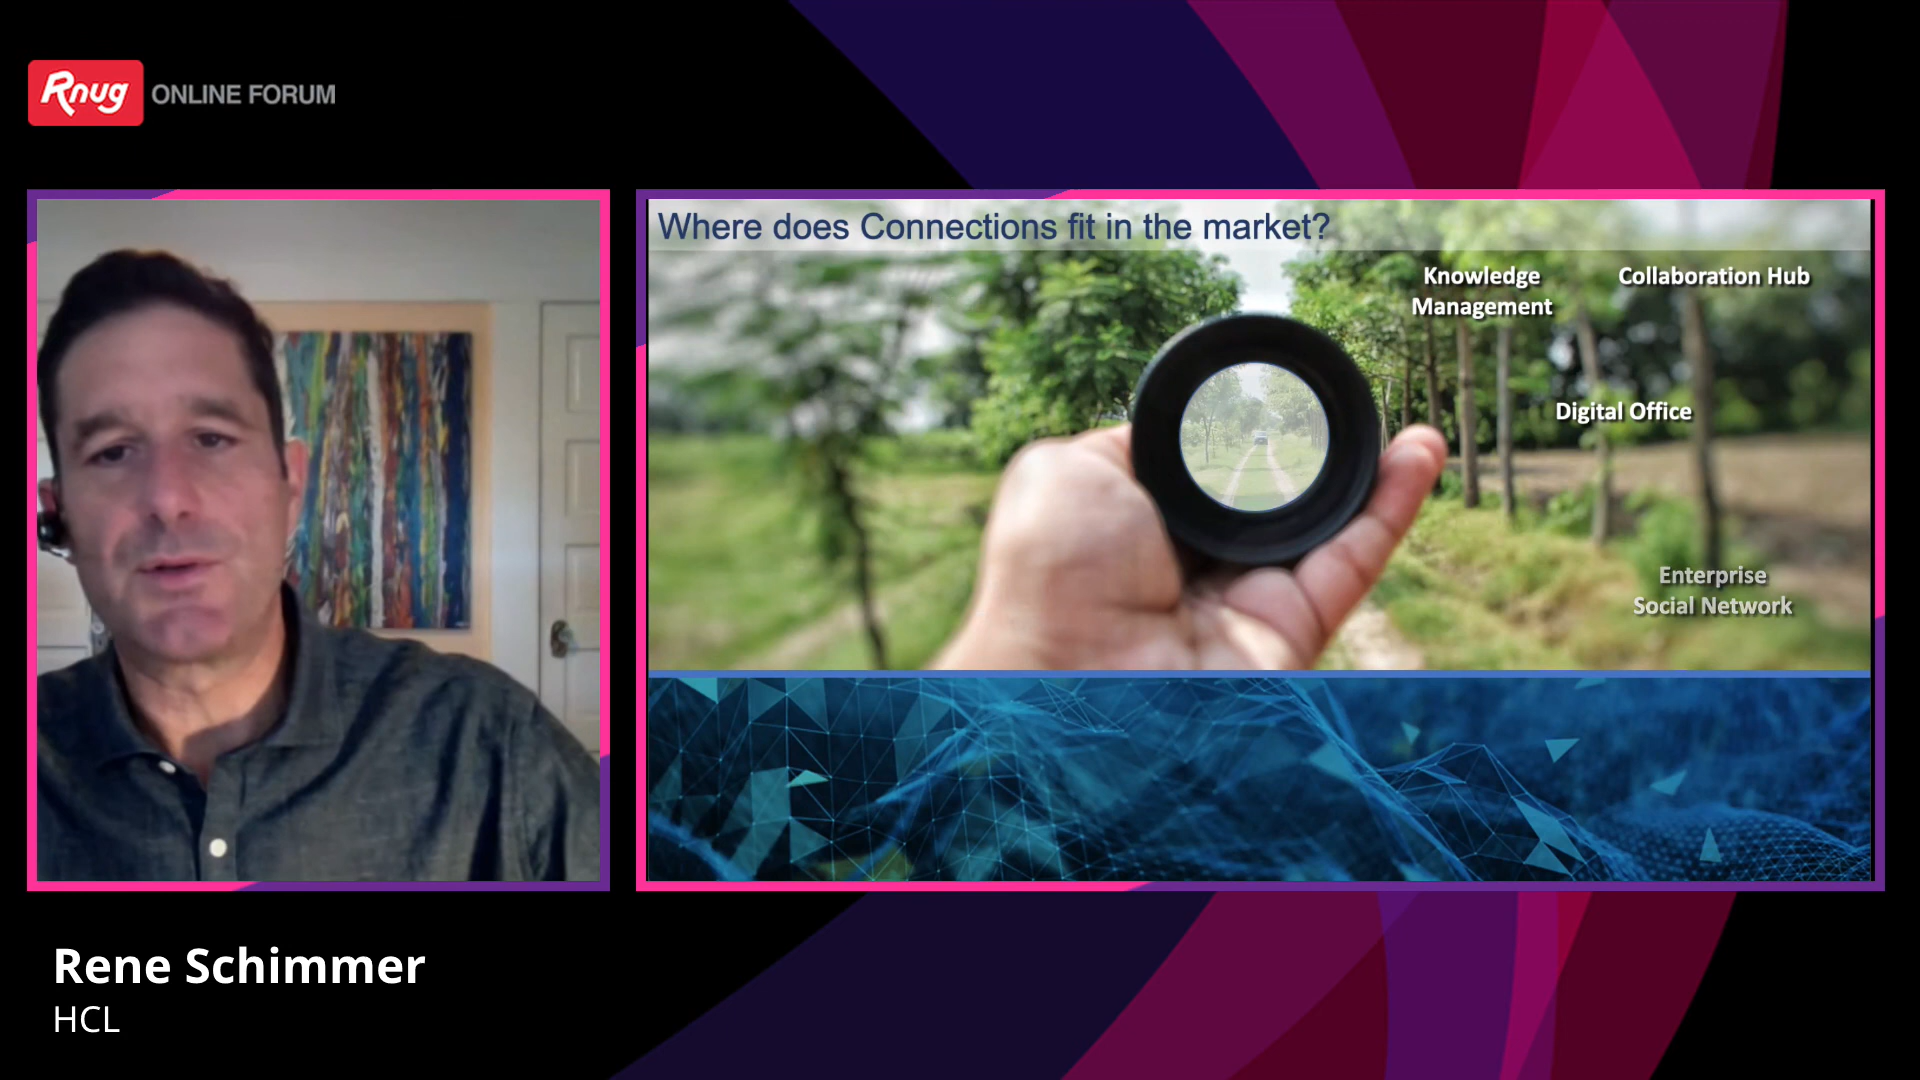 Rnug ONLINE FORUM
Where does Connections fit in the market?
Knowledge
Management
Collaboration Hub
Digital Office
Enterprise
Social Network
Rene Schimmer
HCL